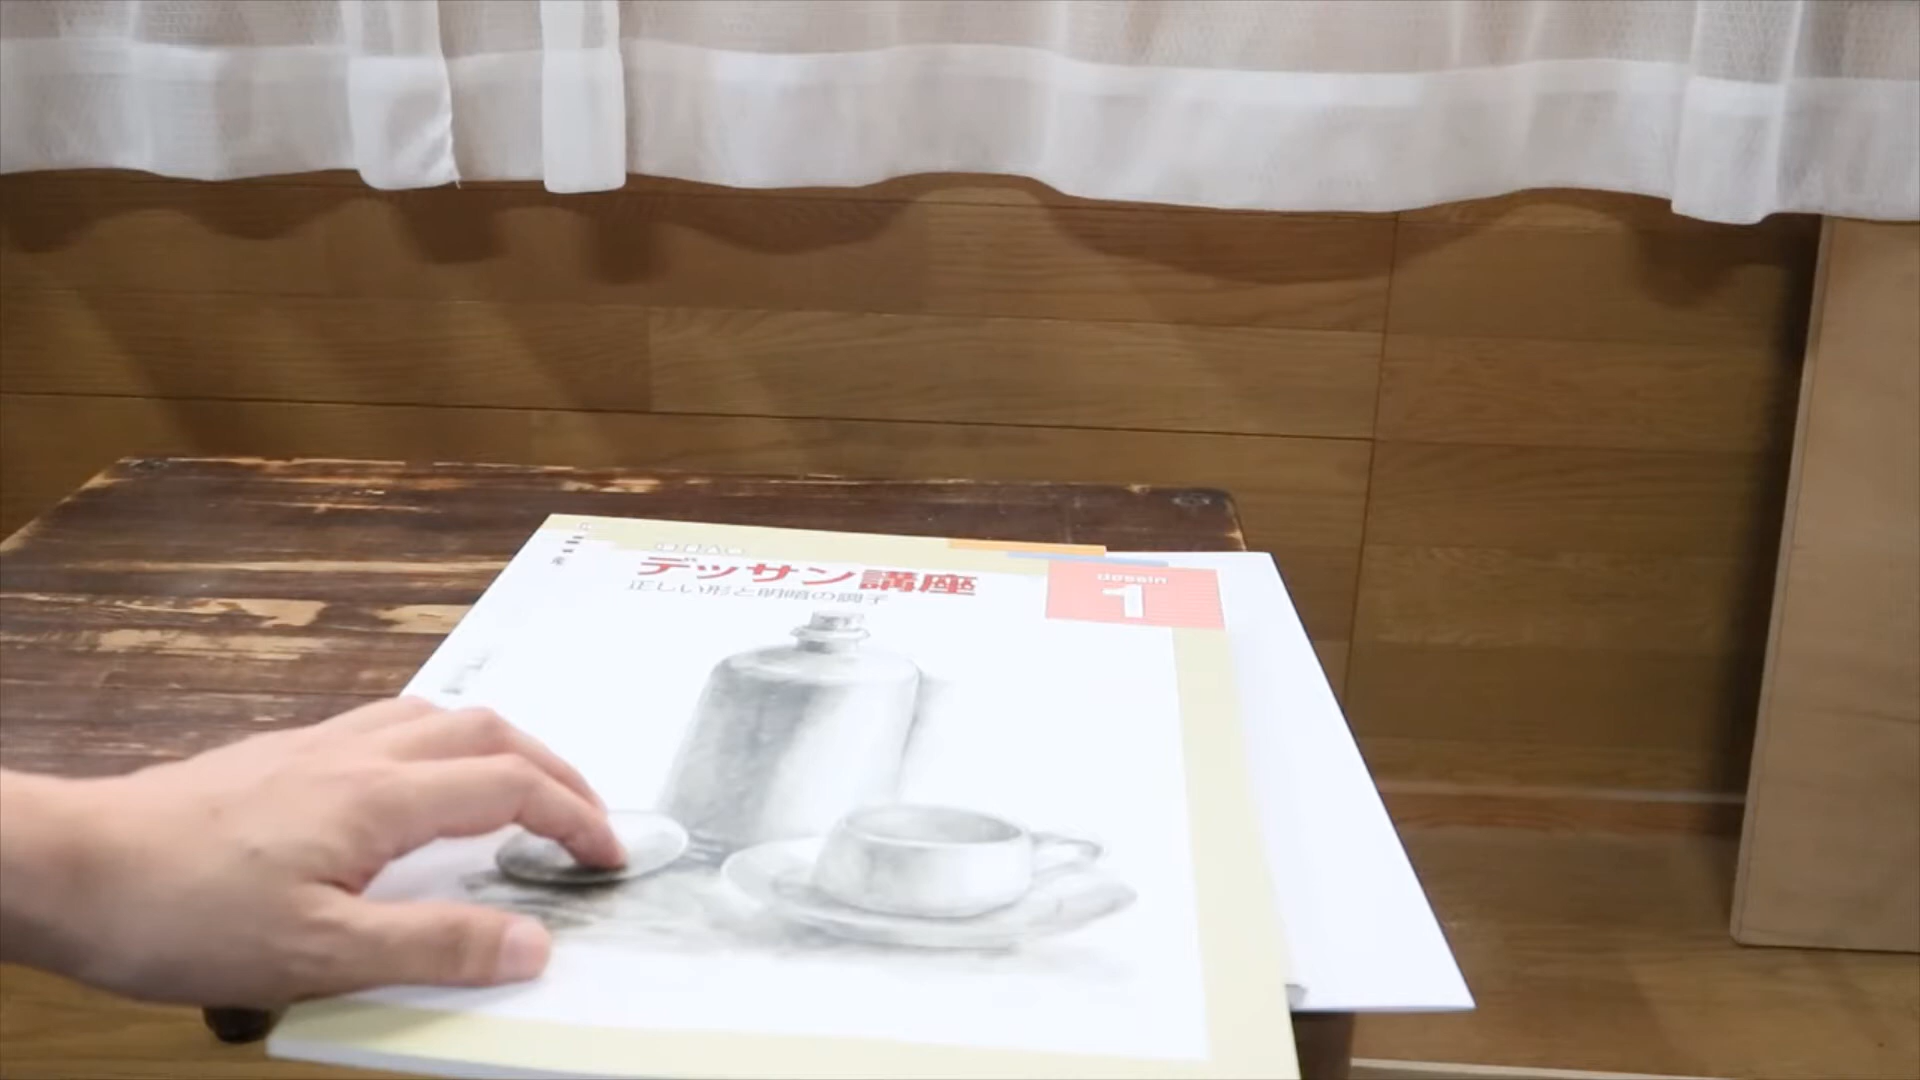 デッサン講座
正しい形と明暗の調子
dessin
1